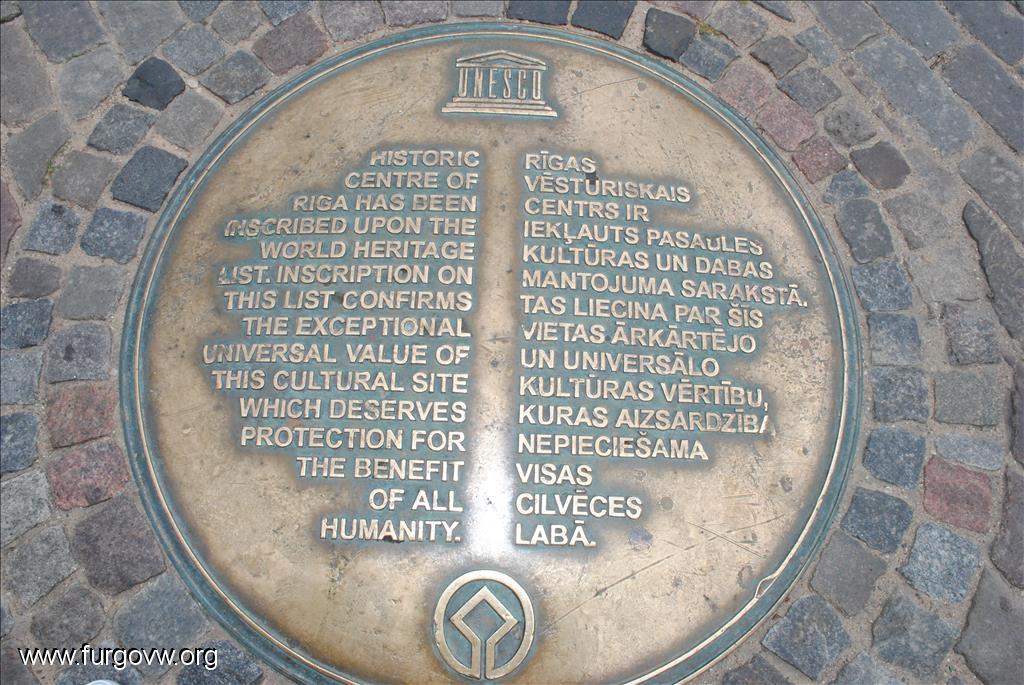 UNESCO
HISTORIC
CENTRE OF
RIGA HAS BEEN
INSCRIBED UPON THE
WORLD HERITAGE
LIST. INSCRIPTION ON
THIS LIST CONFIRMS
THE EXCEPTIONAL
UNIVERSAL VALUE OF
THIS CULTURAL SITE
WHICH DESERVES
PROTECTION FOR
THE BENEFIT
OF ALL
HUMANITY.
RĪGAS
VĒSTURISKAIS
CENTRS IR
IEKĻAUTS PASAULES
KULTŪRAS UN DABAS
MANTOJUMA SARAKSTĀ.
TAS LIECINA PAR ŠĪS
VIETAS ĀRKĀRTĒJO
UN UNIVERSĀLO
KULTŪRAS VĒRTĪBU,
KURAS AIZSARDZĪBA
NEPIECIEŠAMA
VISAS
CILVĒCES
LABĀ.
www.furgovw.org